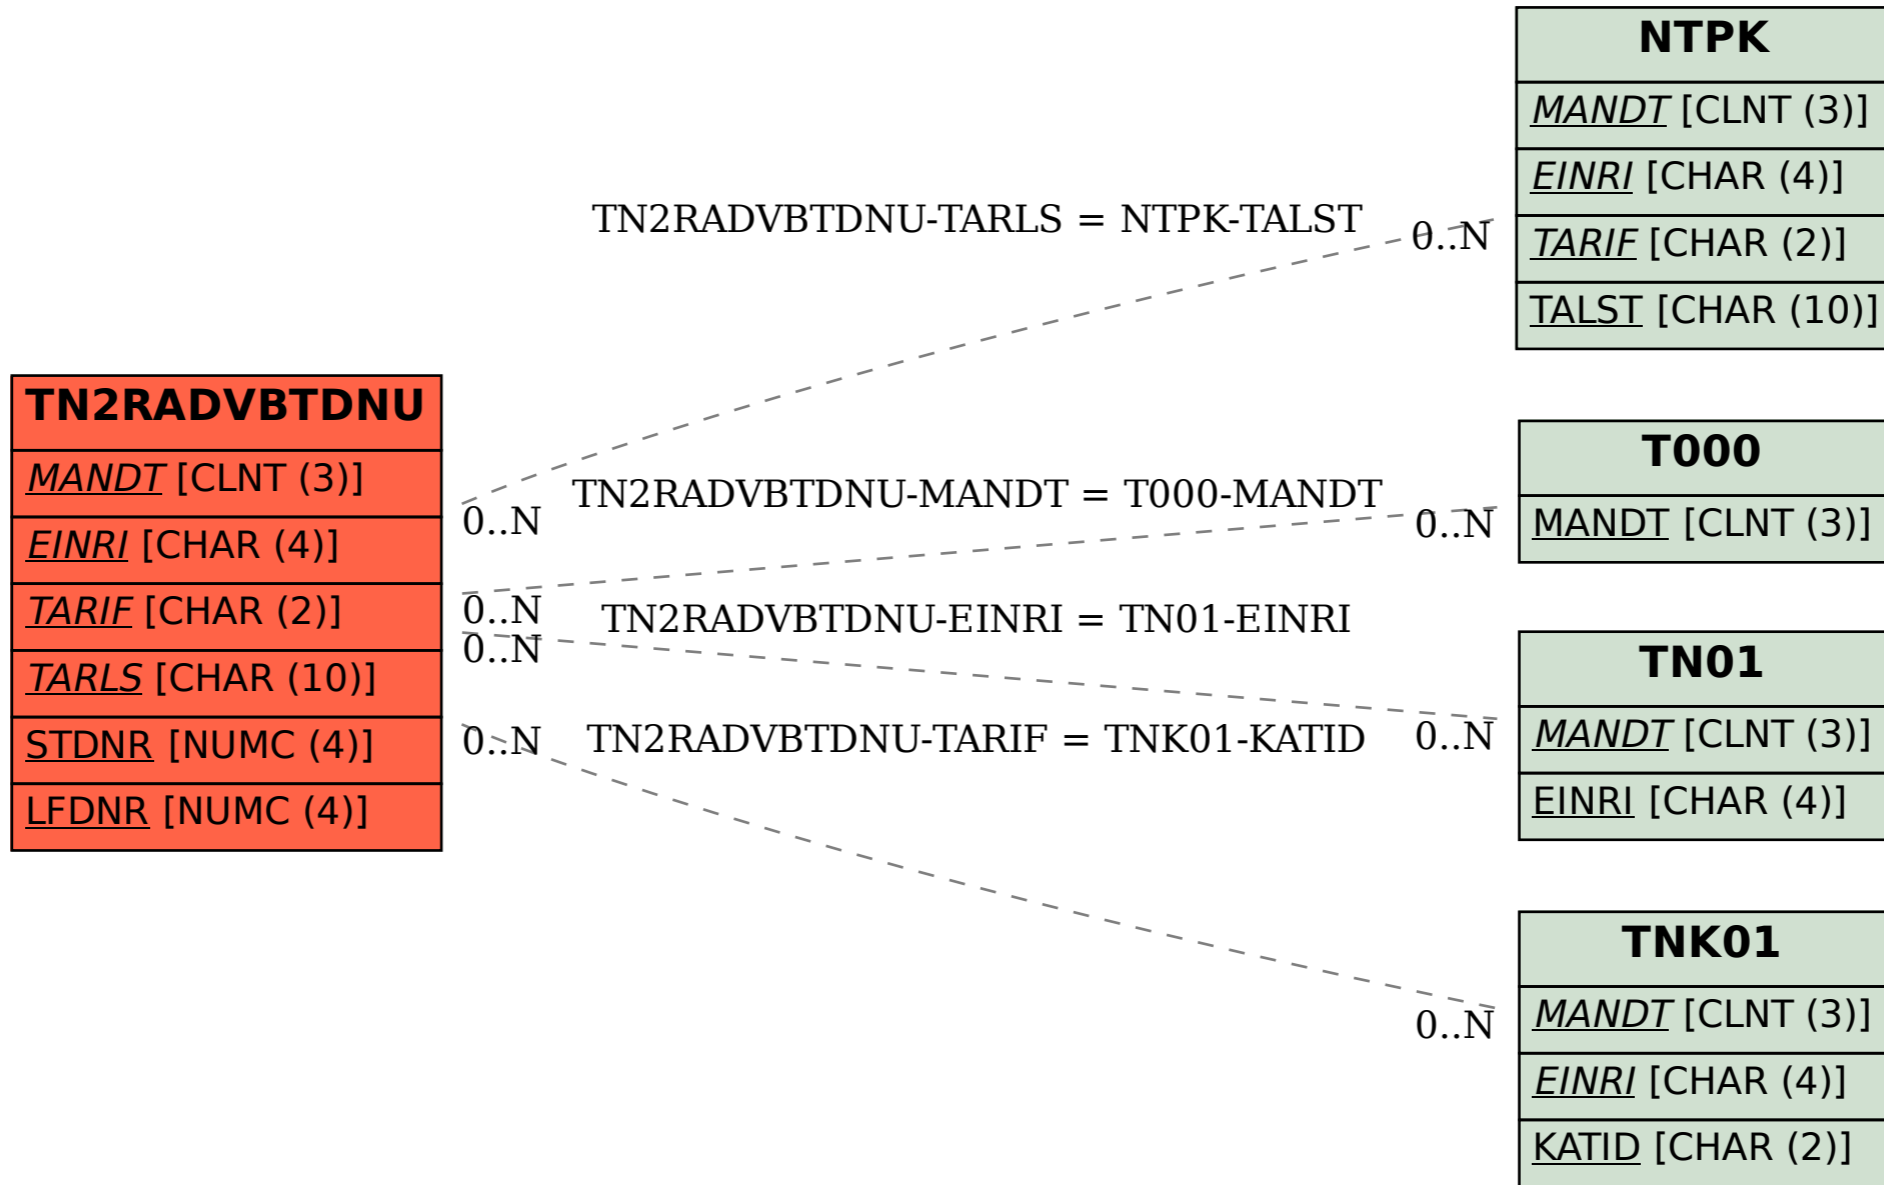 NTPK
MANDT [CLNT (3)]
EINRI [CHAR (4)]
TARIF [CHAR (2)]
TALST [CHAR (10)]
TN2RADVBTDNU-TARLS = NTPK-TALST
0..N
TN2RADVBTDNU
MANDT [CLNT (3)]
EINRI [CHAR (4)]
TARIF [CHAR (2)]
TARLS [CHAR (10)]
STDNR [NUMC (4)]
LFDNR [NUMC (4)]
0..N
TN2RADVBTDNU-MANDT = T000-MANDT
0..N
T000
MANDT [CLNT (3)]
0..N
0..N
TN2RADVBTDNU-EINRI = TN01-EINRI
0..N
TN01
MANDT [CLNT (3)]
EINRI [CHAR (4)]
0..N
TN2RADVBTDNU-TARIF = TNK01-KATID
0..N
TNK01
MANDT [CLNT (3)]
EINRI [CHAR (4)]
KATID [CHAR (2)]